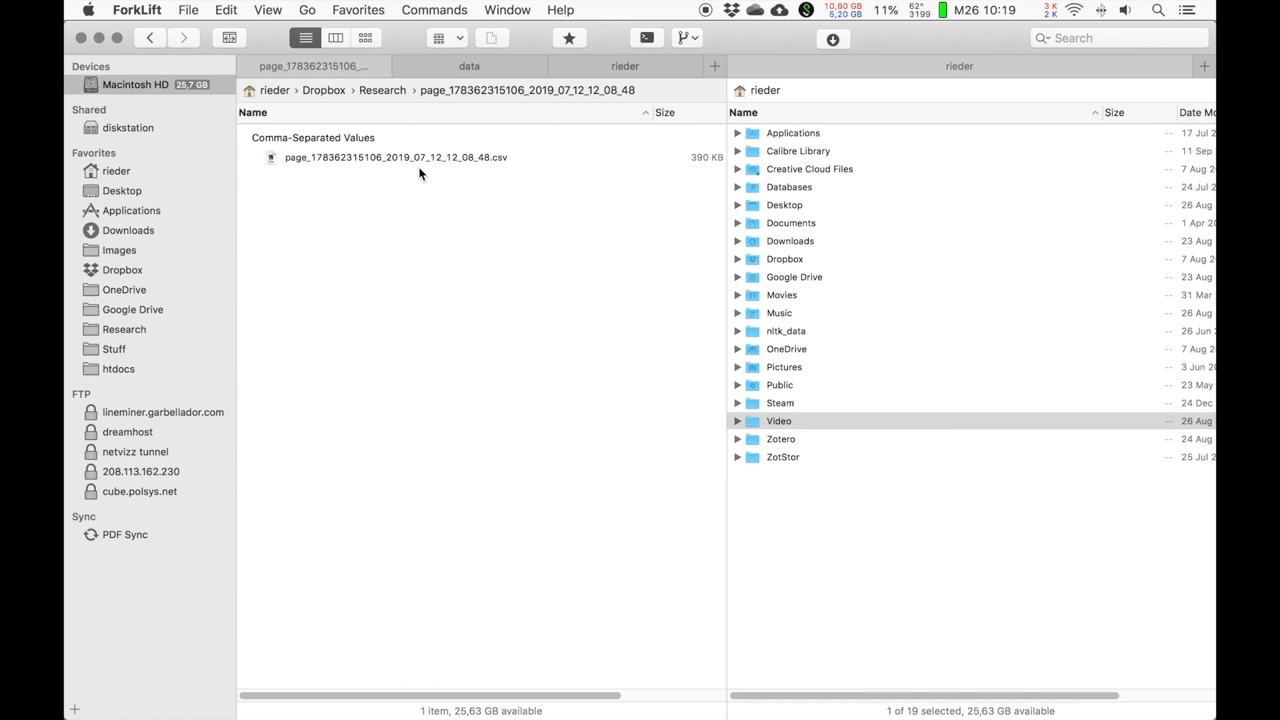 ForkLift File Edit View Go Favorites Commands Window Help 10,80 GB 5,20 GB 11% 62° 3199 3 K 2 K M26 10:19
Search
page_178362315106_... data rieder
rieder
rieder Dropbox Research page_178362315106_2019_07_12_12_08_48
rieder
Name Size
Name Size Date Mo
Devices
Macintosh HD 25,7 GB
Shared
diskstation
Favorites
rieder
Desktop
Applications
Downloads
Images
Dropbox
OneDrive
Google Drive
Research
Stuff
htdocs
FTP
lineminer.garbellador.com
dreamhost
netvizz tunnel
208.113.162.230
cube.polsys.net
Sync
PDF Sync
Comma-Separated Values
page_178362315106_2019_07_12_12_08_48.csv 390 KB
Applications -- 17 Jul 2
Calibre Library -- 11 Sep
Creative Cloud Files -- 7 Aug 2
Databases -- 24 Jul 2
Desktop -- 26 Aug
Documents -- 1 Apr 20
Downloads -- 23 Aug
Dropbox -- 7 Aug 2
Google Drive -- 23 Aug
Movies -- 31 Mar
Music -- 26 Aug
nltk_data -- 26 Jun
OneDrive -- 7 Aug 2
Pictures -- 3 Jun 20
Public -- 23 May
Steam -- 24 Dec
Video -- 26 Aug
Zotero -- 24 Aug
ZotStor -- 25 Jul 2
1 item, 25,63 GB available
1 of 19 selected, 25,63 GB available